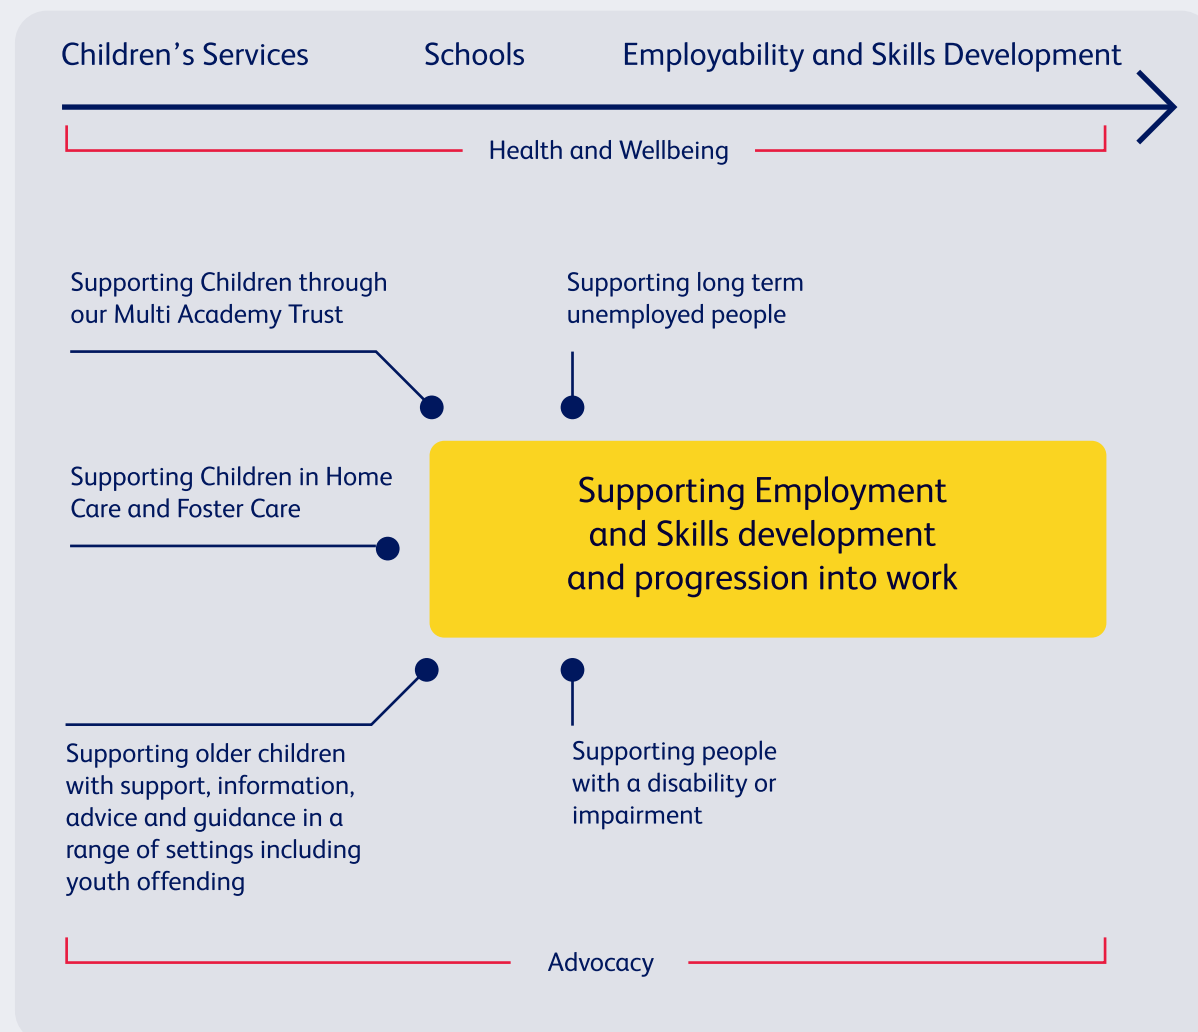 Children’s Services
Schools
Employability and Skills Development
Health and Wellbeing
Supporting Children through
our Multi Academy Trust
Supporting long term
unemployed people
Supporting Children in Home
Care and Foster Care
Supporting Employment
and Skills development
and progression into work
Supporting older children
with support, information,
advice and guidance in a
range of settings including
youth offending
Supporting people
with a disability or
impairment
Advocacy